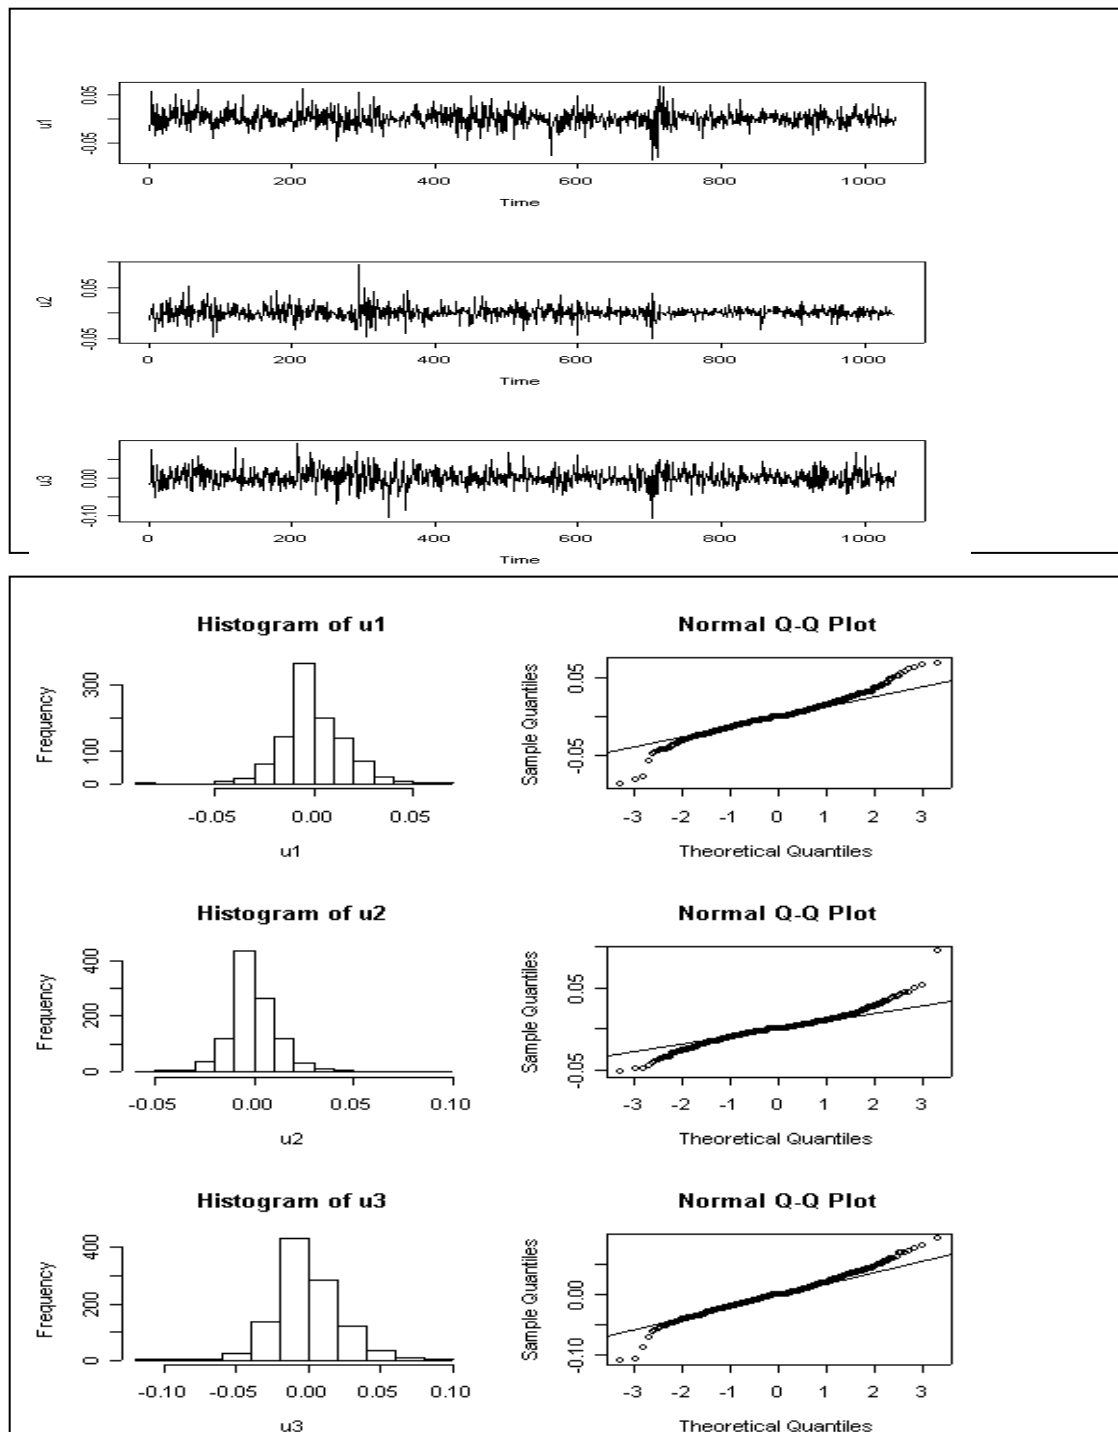 u1
0.05
-0.05
0 200 400 600 800 1000
Time
u2
0.05
-0.05
0 200 400 600 800 1000
Time
u3
0.00
-0.10
0 200 400 600 800 1000
Time
Histogram of u1
Frequency
300
100
0
-0.05 0.00 0.05
u1
Normal Q-Q Plot
Sample Quantiles
0.05
-0.05
-3 -2 -1 0 1 2 3
Theoretical Quantiles
Histogram of u2
Frequency
400
200
0
-0.05 0.00 0.05 0.10
u2
Normal Q-Q Plot
Sample Quantiles
0.05
-0.05
-3 -2 -1 0 1 2 3
Theoretical Quantiles
Histogram of u3
Frequency
400
200
0
-0.10 -0.05 0.00 0.05 0.10
u3
Normal Q-Q Plot
Sample Quantiles
0.00
-0.10
-3 -2 -1 0 1 2 3
Theoretical Quantiles